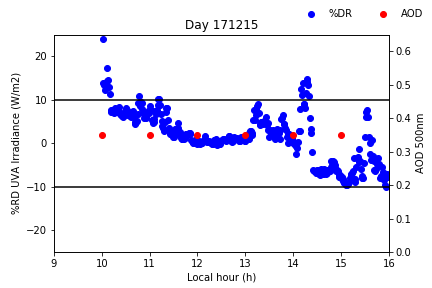 %DR AOD
Day 171215
%RD UVA Irradiance (W/m2)
20
10
0
−10
−20
0.6
0.5
0.4
0.3
0.2
0.1
0.0
AOD 500nm
9 10 11 12 13 14 15 16
Local hour (h)